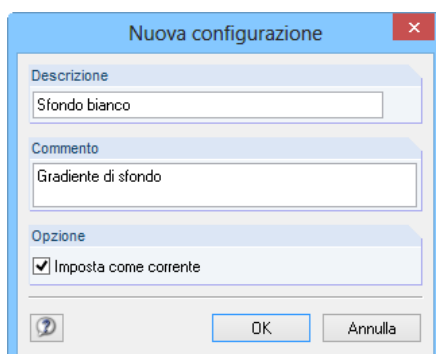 Nuova configurazione
Descrizione
Sfondo bianco
Commento
Gradiente di sfondo
Opzione
Imposta come corrente
OK Annulla